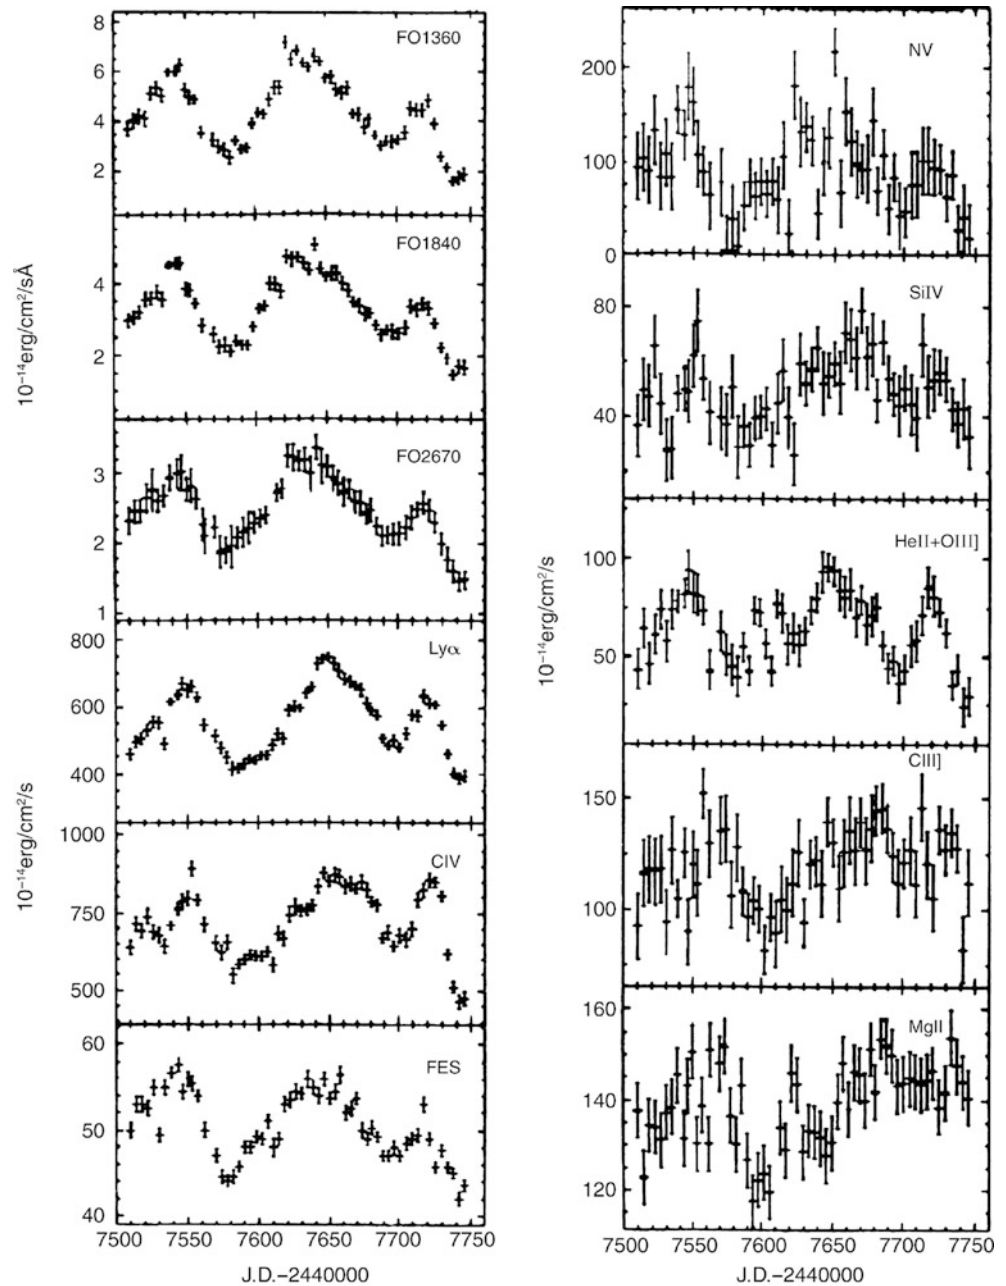 FO1360
8
6
4
2
FO1840
4
2
10⁻¹⁴erg/cm²/sÅ
FO2670
3
2
1
Lyα
800
600
400
10⁻¹⁴erg/cm²/s
CIV
1000
750
500
FES
60
50
40
7500 7550 7600 7650 7700 7750
J.D.–2440000
NV
200
100
0
SiIV
80
40
10⁻¹⁴erg/cm²/s
HeII+OIII]
100
50
CIII]
150
100
MgII
160
140
120
7500 7550 7600 7650 7700 7750
J.D.–2440000